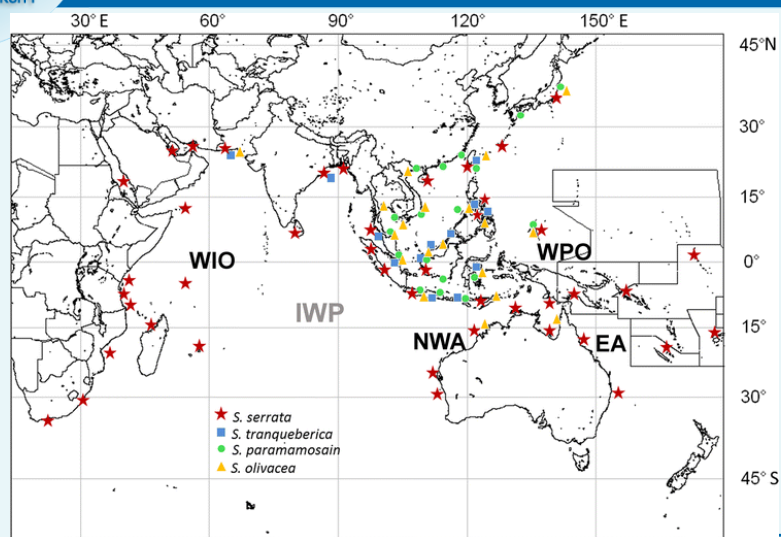 30° E 60° 90° 120° 150° E
45°N
30°
15°
0°
15°
30°
45° S
WIO
IWP
WPO
NWA
EA
S. serrata
S. tranqueberica
S. paramamosain
S. olivacea